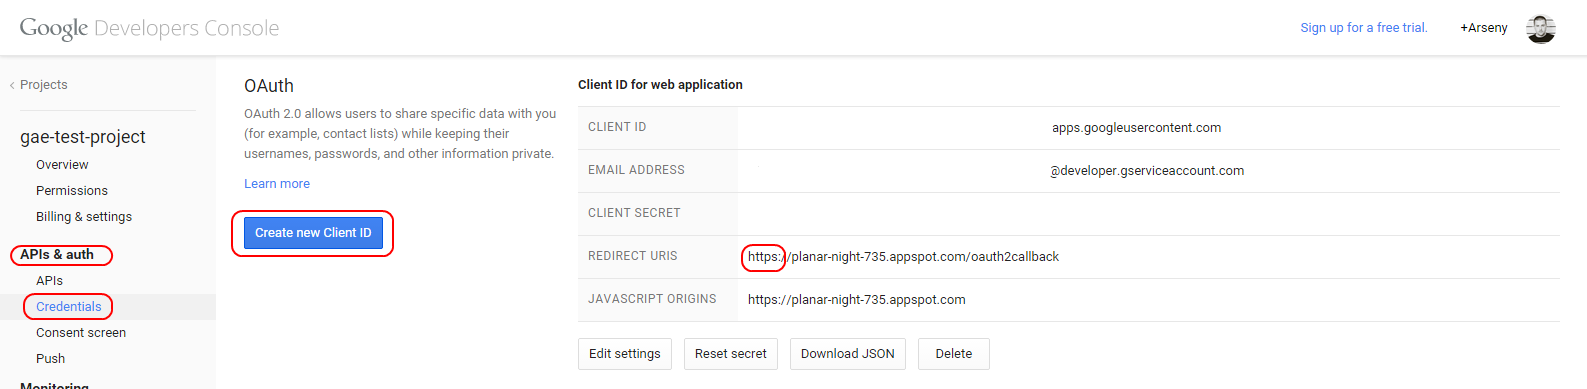 Google Developers Console
Sign up for a free trial.
+Arseny
Projects
gae-test-project
Overview
Permissions
Billing & settings
APIs & auth
APIs
Credentials
Consent screen
Push
Monitoring
OAuth
OAuth 2.0 allows users to share specific data with you
(for example, contact lists) while keeping their
usernames, passwords, and other information private.
Learn more
Create new Client ID
Client ID for web application
CLIENT ID apps.googleusercontent.com
EMAIL ADDRESS @developer.gserviceaccount.com
CLIENT SECRET
REDIRECT URIS https://planar-night-735.appspot.com/oauth2callback
JAVASCRIPT ORIGINS https://planar-night-735.appspot.com
Edit settings
Reset secret
Download JSON
Delete